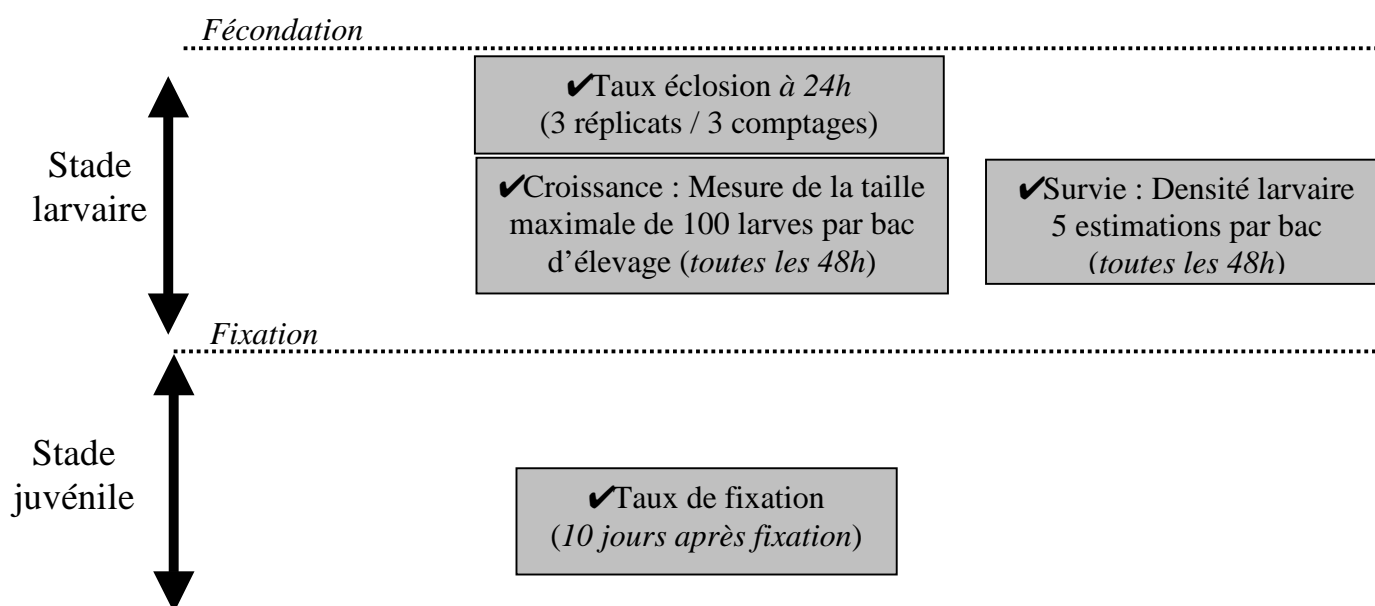 Fécondation
✔Taux éclosion à 24h
(3 réplicats / 3 comptages)
Stade
larvaire
✔Croissance : Mesure de la taille
maximale de 100 larves par bac
d’élevage (toutes les 48h)
✔Survie : Densité larvaire
5 estimations par bac
(toutes les 48h)
Fixation
Stade
juvénile
✔Taux de fixation
(10 jours après fixation)